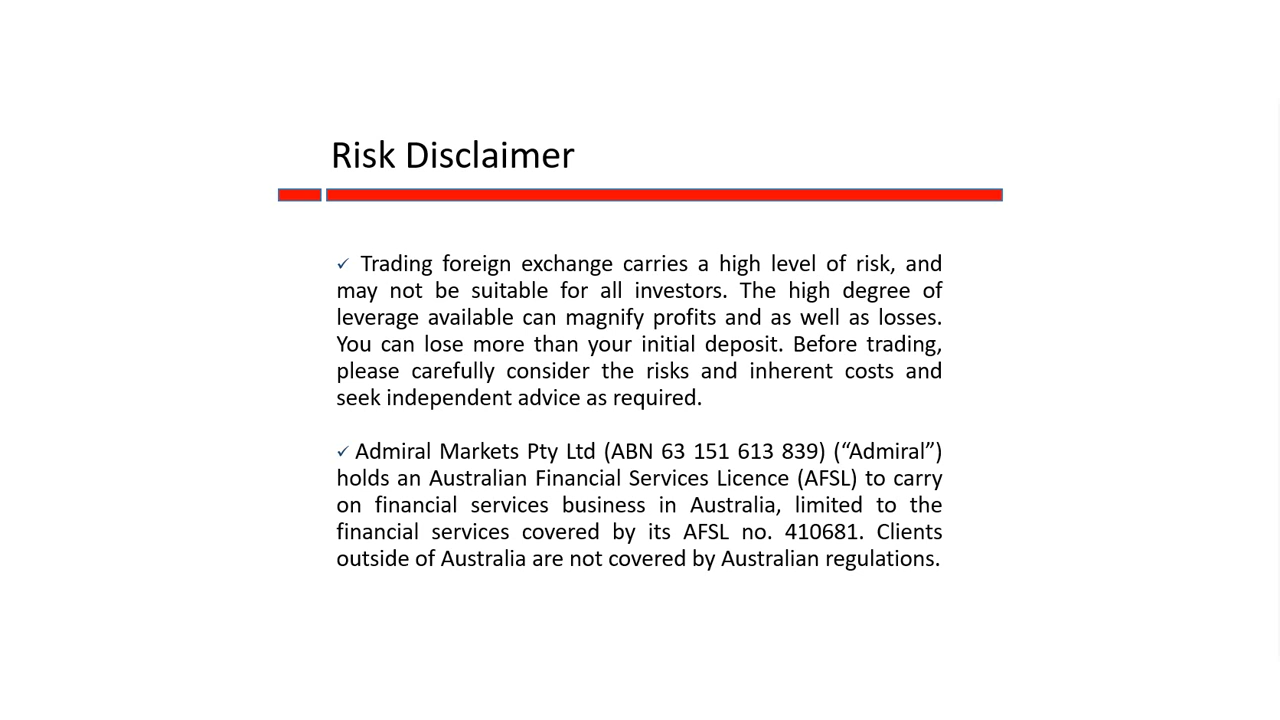 Risk Disclaimer
✓ Trading foreign exchange carries a high level of risk, and
may not be suitable for all investors. The high degree of
leverage available can magnify profits and as well as losses.
You can lose more than your initial deposit. Before trading,
please carefully consider the risks and inherent costs and
seek independent advice as required.
✓ Admiral Markets Pty Ltd (ABN 63 151 613 839) (“Admiral”)
holds an Australian Financial Services Licence (AFSL) to carry
on financial services business in Australia, limited to the
financial services covered by its AFSL no. 410681. Clients
outside of Australia are not covered by Australian regulations.